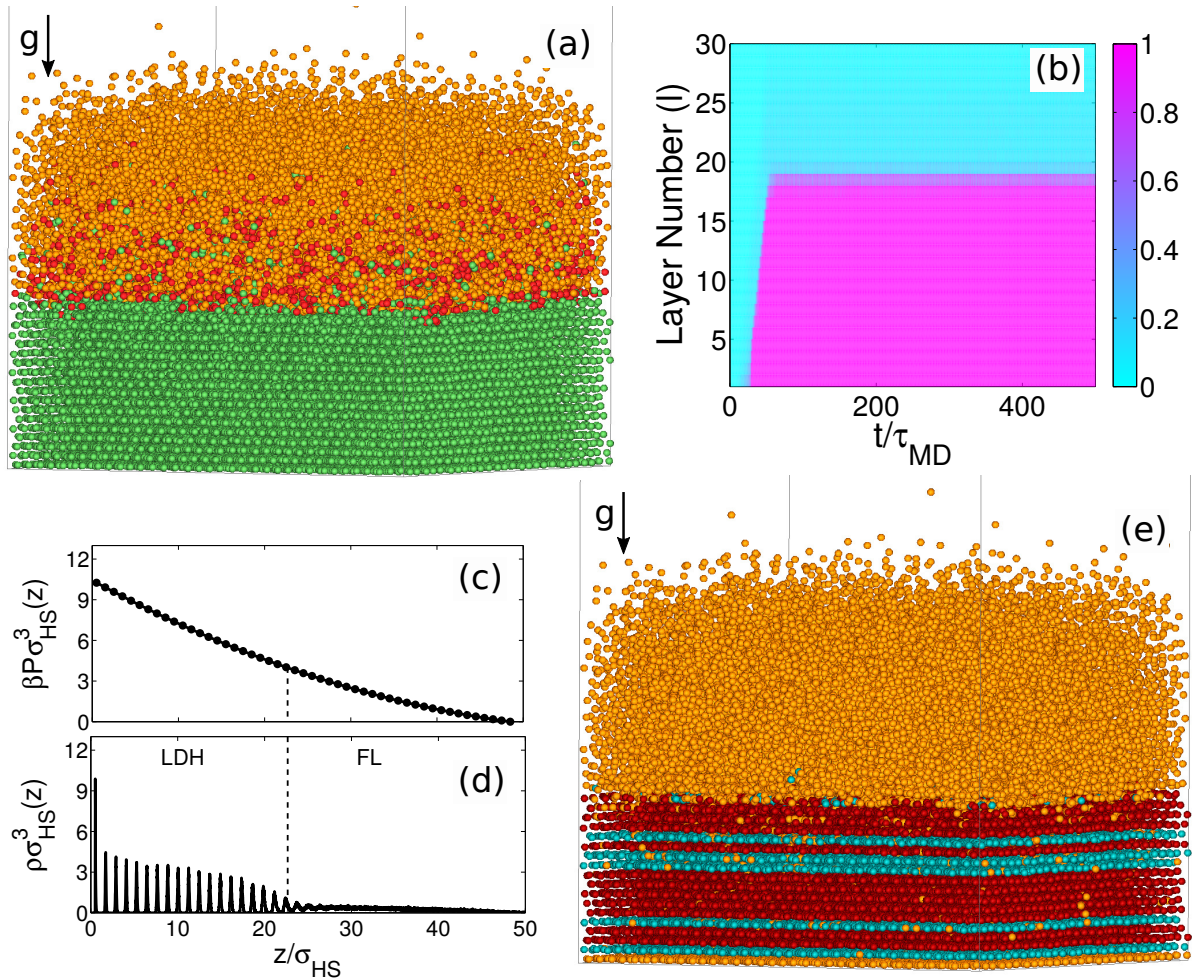 g
(a)
(b)
Layer Number (l)
30
25
20
15
10
5
0 200 400
t/τ_MD
1
0.8
0.6
0.4
0.2
0
(c)
βPσ³_HS(z)
12
9
6
3
0
(d)
LDH FL
ρσ³_HS(z)
12
9
6
3
0
0 10 20 30 40 50
z/σ_HS
g
(e)